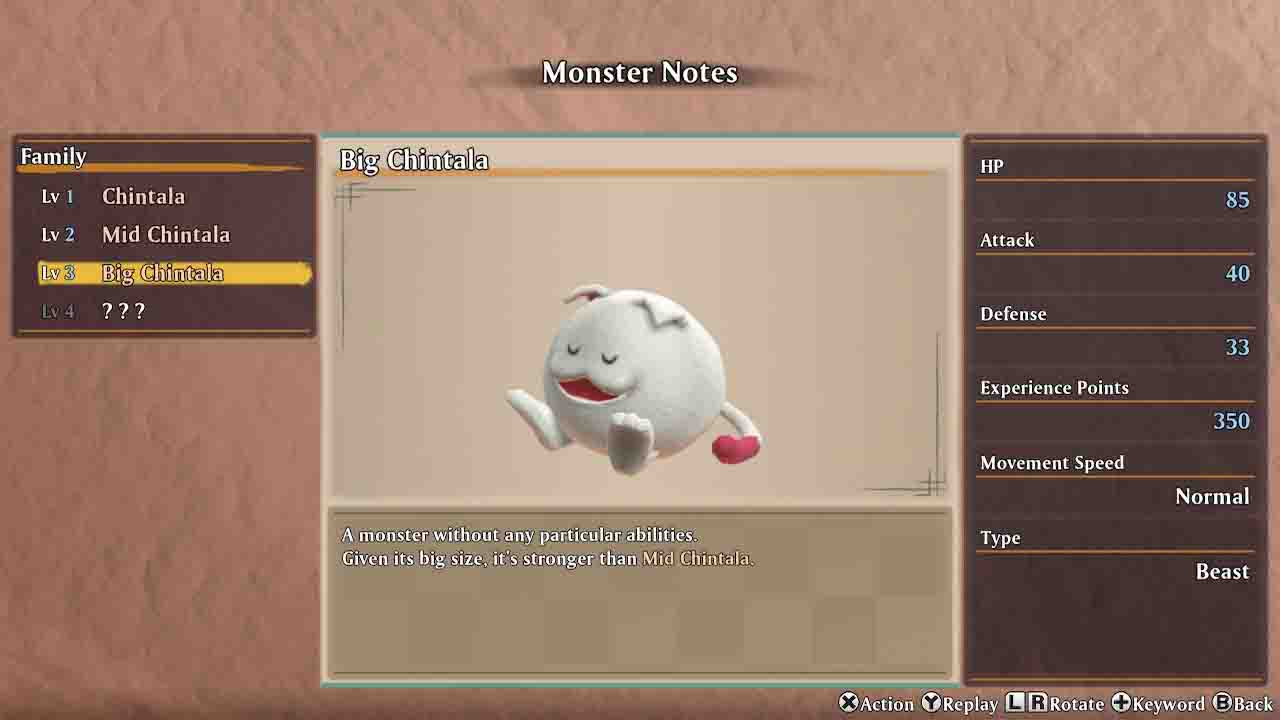 Monster Notes
Family
Lv 1 Chintala
Lv 2 Mid Chintala
Lv 3 Big Chintala
Lv 4 ???
Big Chintala
A monster without any particular abilities.
Given its big size, it's stronger than Mid Chintala.
HP
85
Attack
40
Defense
33
Experience Points
350
Movement Speed
Normal
Type
Beast
X Action Y Replay L R Rotate + Keyword B Back